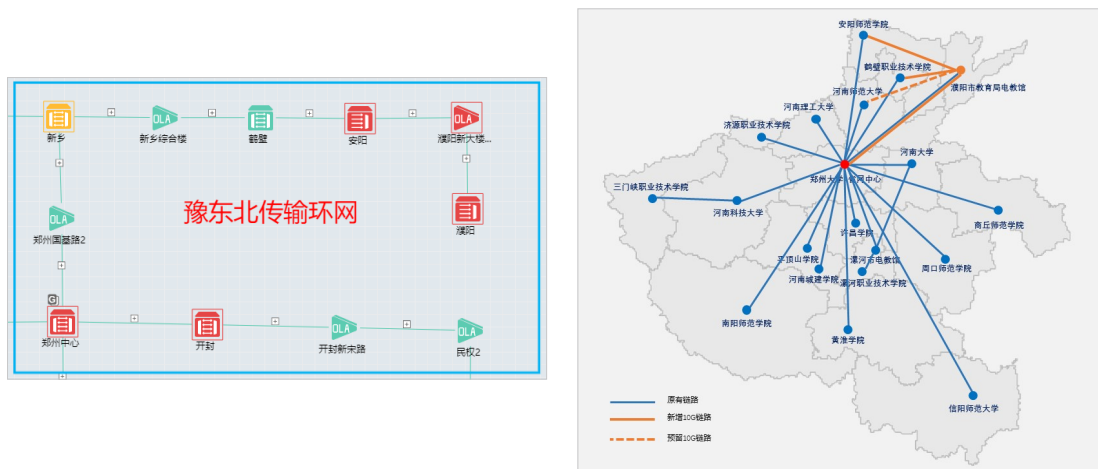 OLA
OLA
新乡
新乡综合楼
鹤壁
安阳
濮阳新大楼...
豫东北传输环网
OLA
郑州国基路2
濮阳
G
OLA
OLA
郑州中心
开封
开封新宋路
民权2
安阳师范学院
鹤壁职业技术学院
濮阳市教育局电教馆
河南师范大学
河南理工大学
济源职业技术学院
河南大学
郑州大学 省网中心
三门峡职业技术学院
河南科技大学
商丘师范学院
许昌学院
平顶山学院
漯河市电教馆
周口师范学院
河南城建学院
漯河职业技术学院
南阳师范学院
黄淮学院
信阳师范大学
原有链路
新增10G链路
预留10G链路